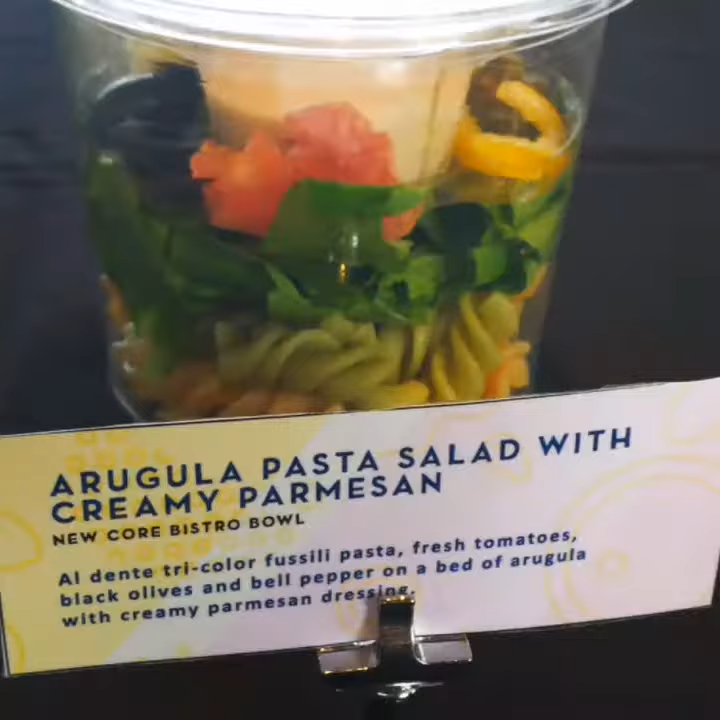 ARUGULA PASTA SALAD WITH
CREAMY PARMESAN
NEW CORE BISTRO BOWL
Al dente tri-color fussili pasta, fresh tomatoes,
black olives and bell pepper on a bed of arugula
with creamy parmesan dressing.